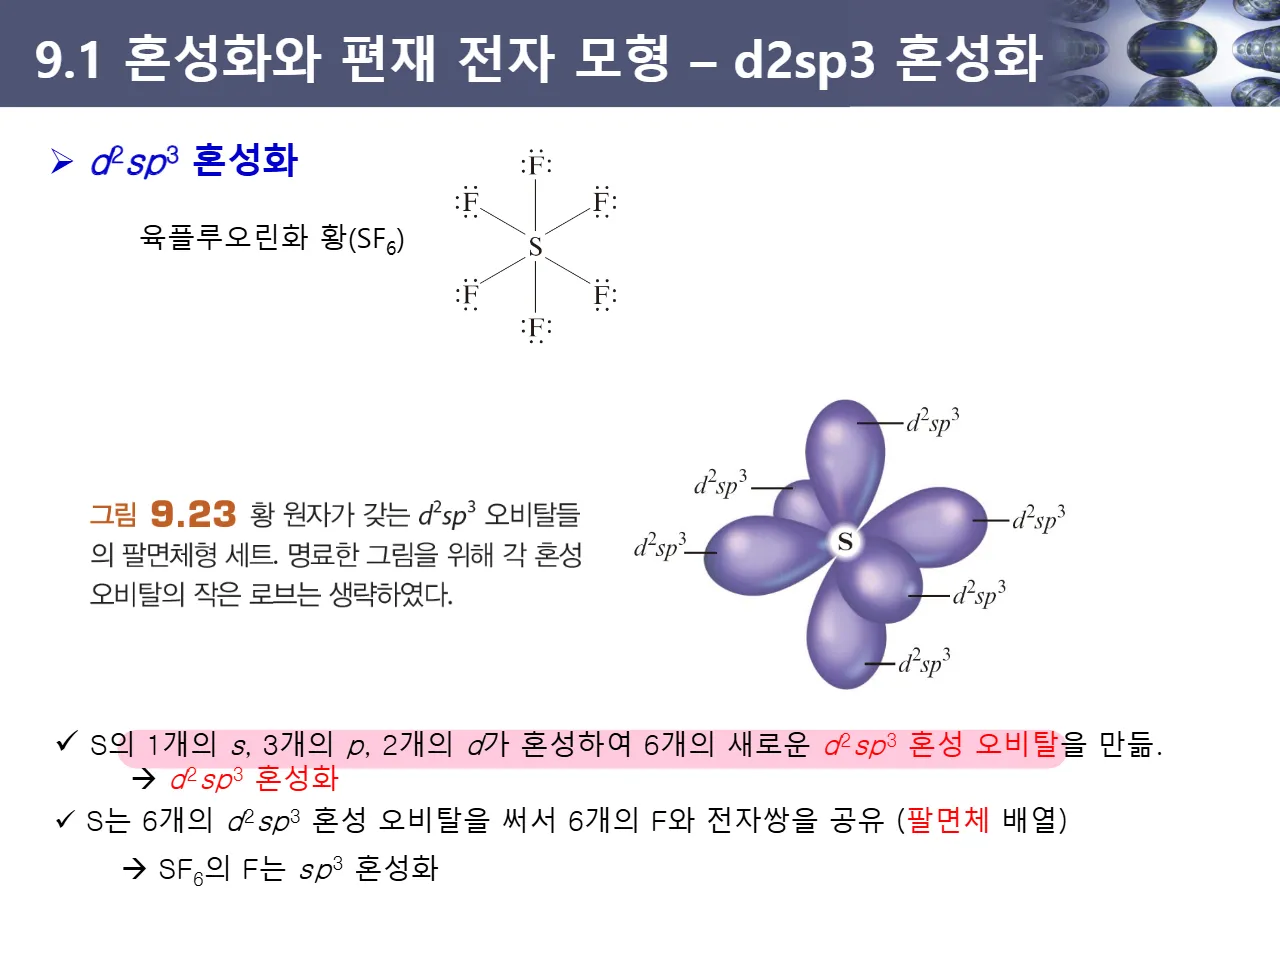 9.1 혼성화와 편재 전자 모형 – d2sp3 혼성화
➢ d²sp³ 혼성화
육플루오린화 황(SF₆)
:F:
:F
F:
S
:F
F:
:F:
d²sp³
d²sp³
d²sp³
d²sp³
S
d²sp³
d²sp³
그림 9.23 황 원자가 갖는 d²sp³ 오비탈들
의 팔면체형 세트. 명료한 그림을 위해 각 혼성
오비탈의 작은 로브는 생략하였다.
✓ S의 1개의 s, 3개의 p, 2개의 d가 혼성하여 6개의 새로운 d²sp³ 혼성 오비탈을 만듦.
→ d²sp³ 혼성화
✓ S는 6개의 d²sp³ 혼성 오비탈을 써서 6개의 F와 전자쌍을 공유 (팔면체 배열)
→ SF₆의 F는 sp³ 혼성화